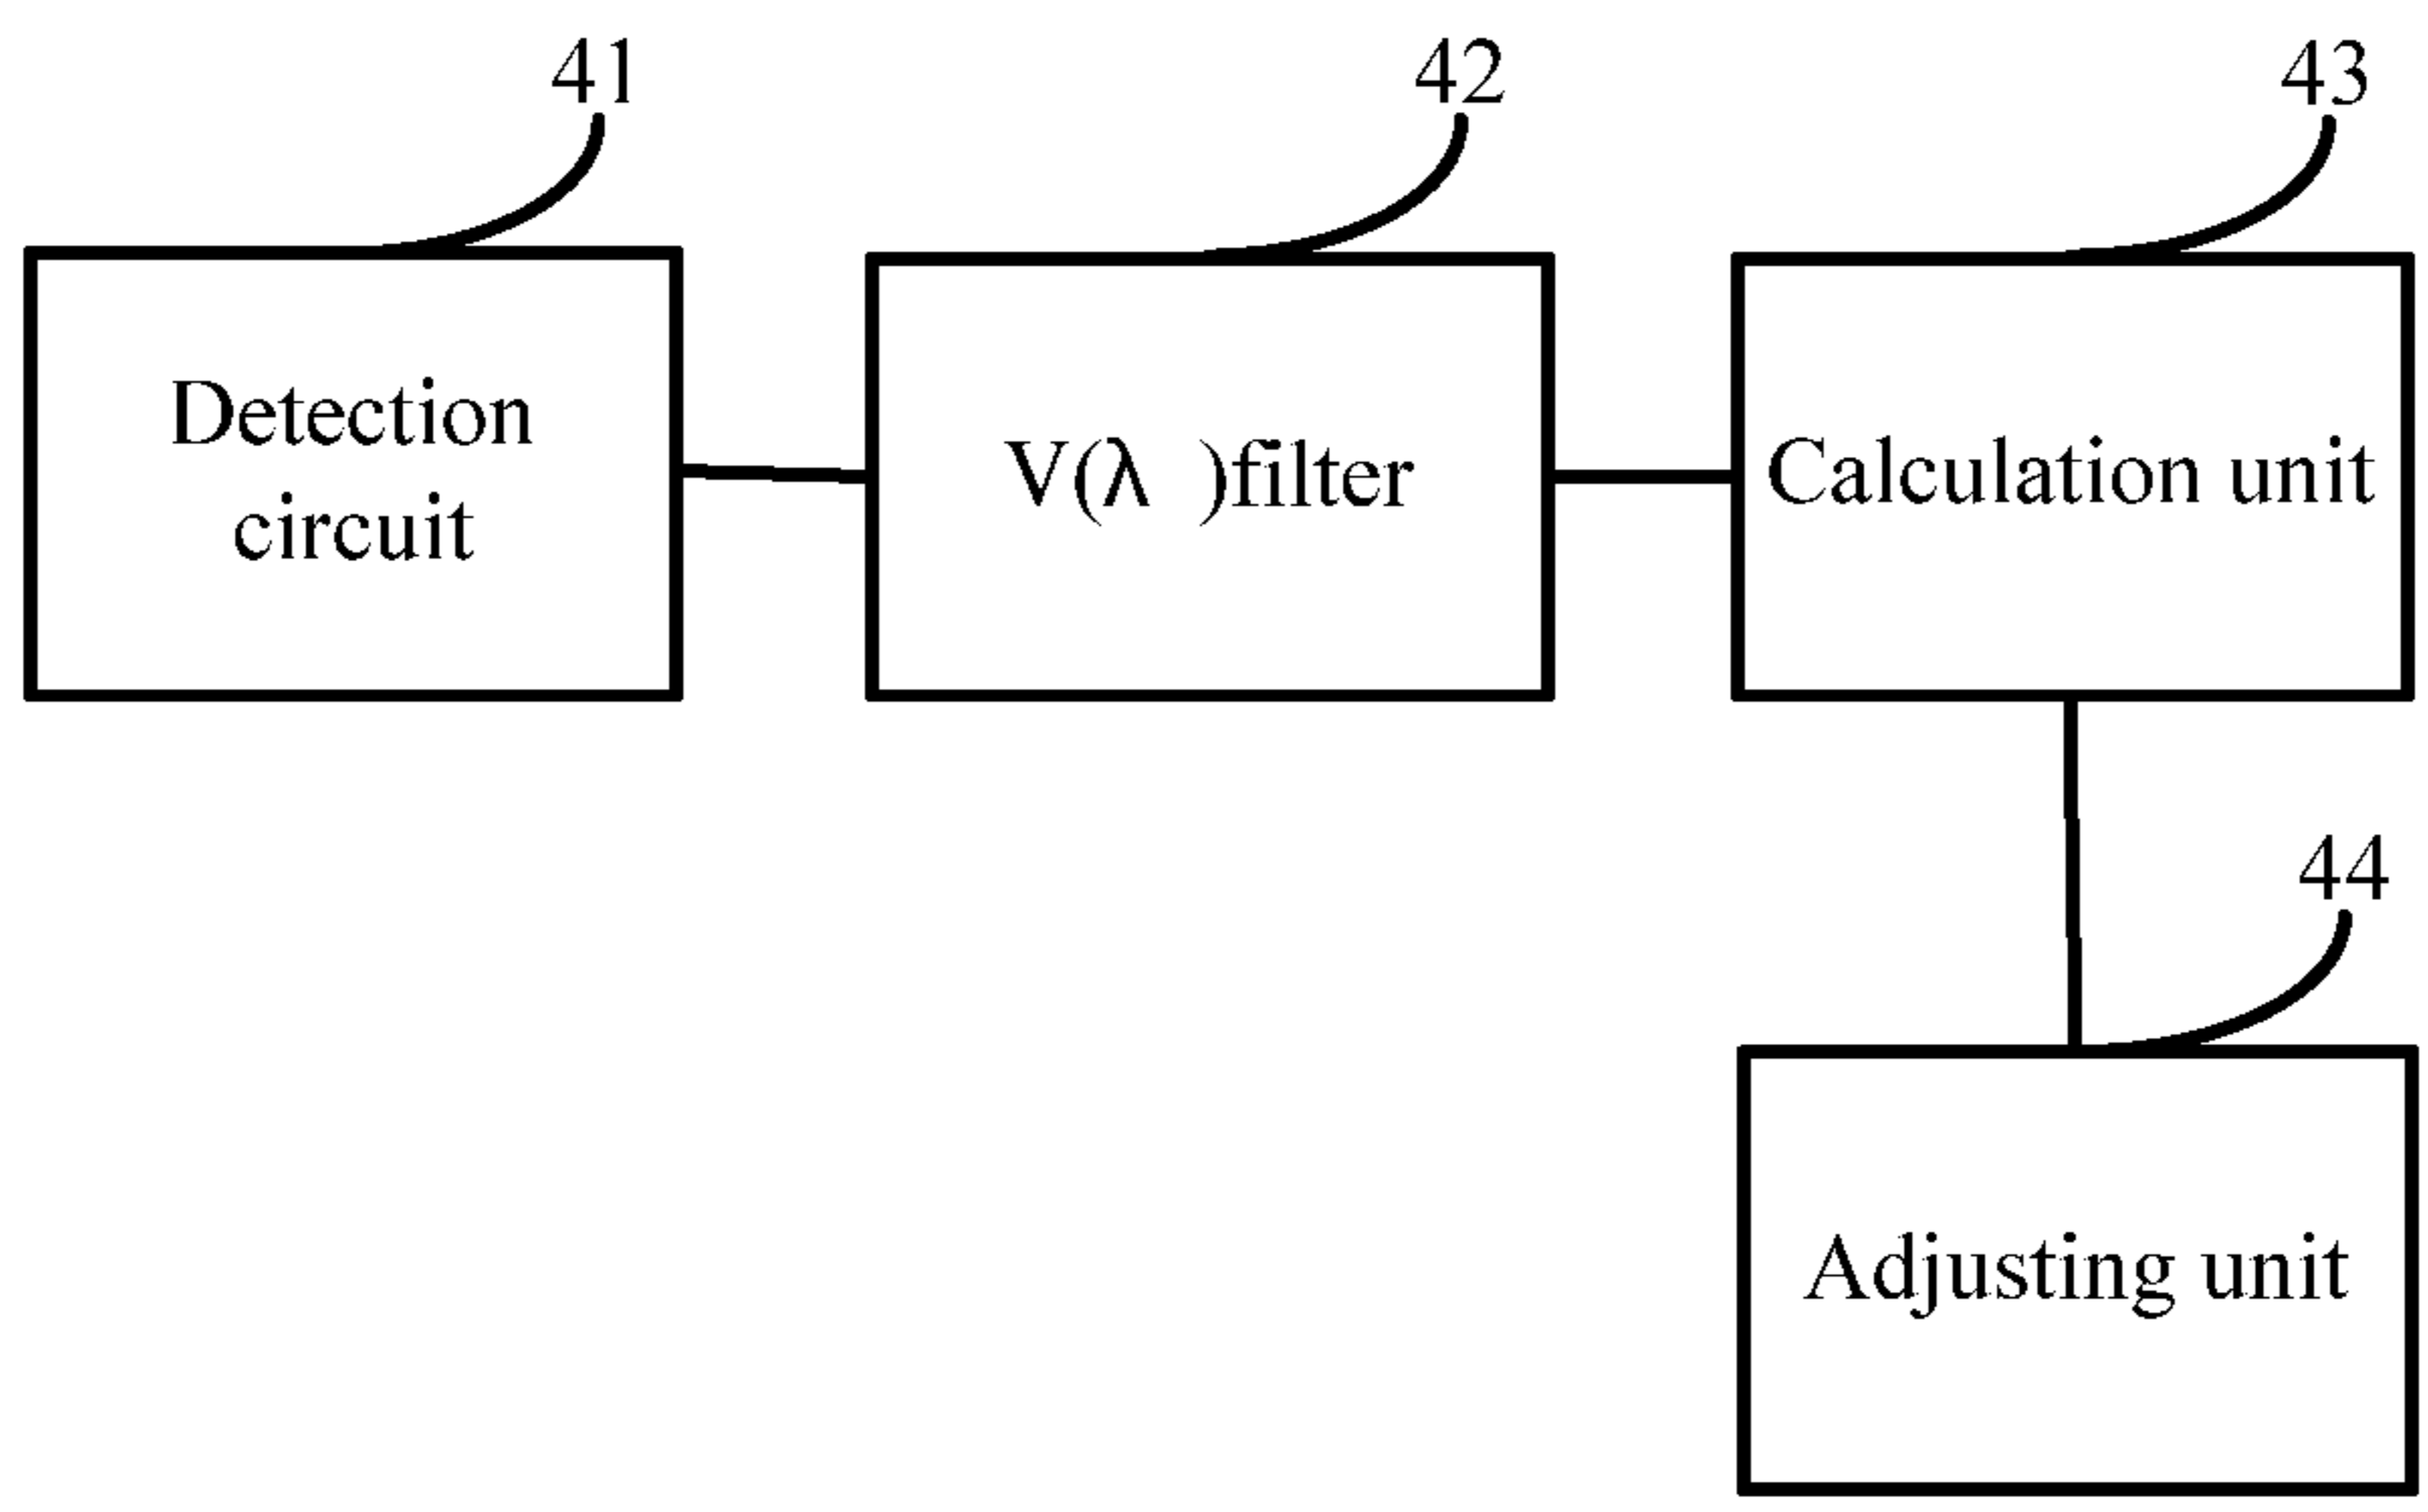 41
42
43
Detection
circuit
V(λ )filter
Calculation unit
44
Adjusting unit